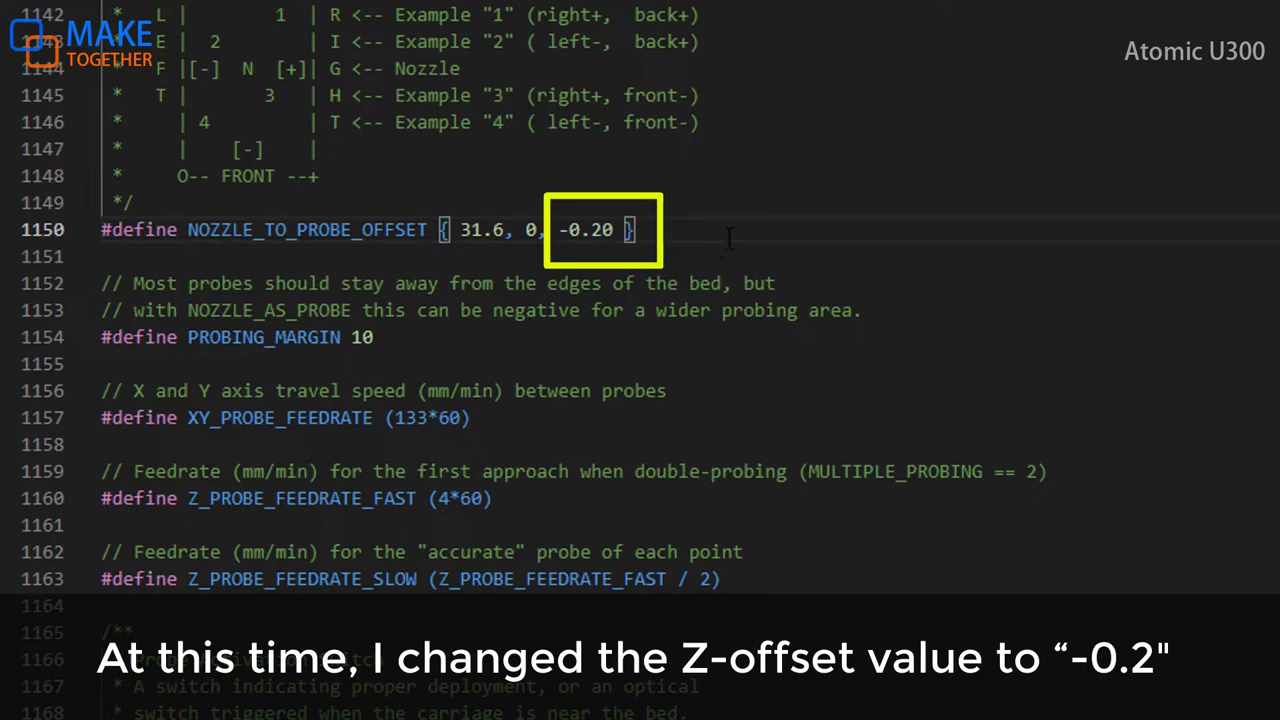 MAKE
TOGETHER
Atomic U300
1142 * L | 1 | R <-- Example "1" (right+, back+)
1143 * E | 2 | I <-- Example "2" ( left-, back+)
1144 * F |[-] N [+]| G <-- Nozzle
1145 * T | 3 | H <-- Example "3" (right+, front-)
1146 * | 4 | T <-- Example "4" ( left-, front-)
1147 * | [-] |
1148 * O-- FRONT --+
1149 */
1150 #define NOZZLE_TO_PROBE_OFFSET { 31.6, 0, -0.20 }
1151
1152 // Most probes should stay away from the edges of the bed, but
1153 // with NOZZLE_AS_PROBE this can be negative for a wider probing area.
1154 #define PROBING_MARGIN 10
1155
1156 // X and Y axis travel speed (mm/min) between probes
1157 #define XY_PROBE_FEEDRATE (133*60)
1158
1159 // Feedrate (mm/min) for the first approach when double-probing (MULTIPLE_PROBING == 2)
1160 #define Z_PROBE_FEEDRATE_FAST (4*60)
1161
1162 // Feedrate (mm/min) for the "accurate" probe of each point
1163 #define Z_PROBE_FEEDRATE_SLOW (Z_PROBE_FEEDRATE_FAST / 2)
1164
1165 /**
1166
At this time, I changed the Z-offset value to “-0.2"
1167 * A switch indicating proper deployment, or an optical
1168 * switch triggered when the carriage is near the bed.